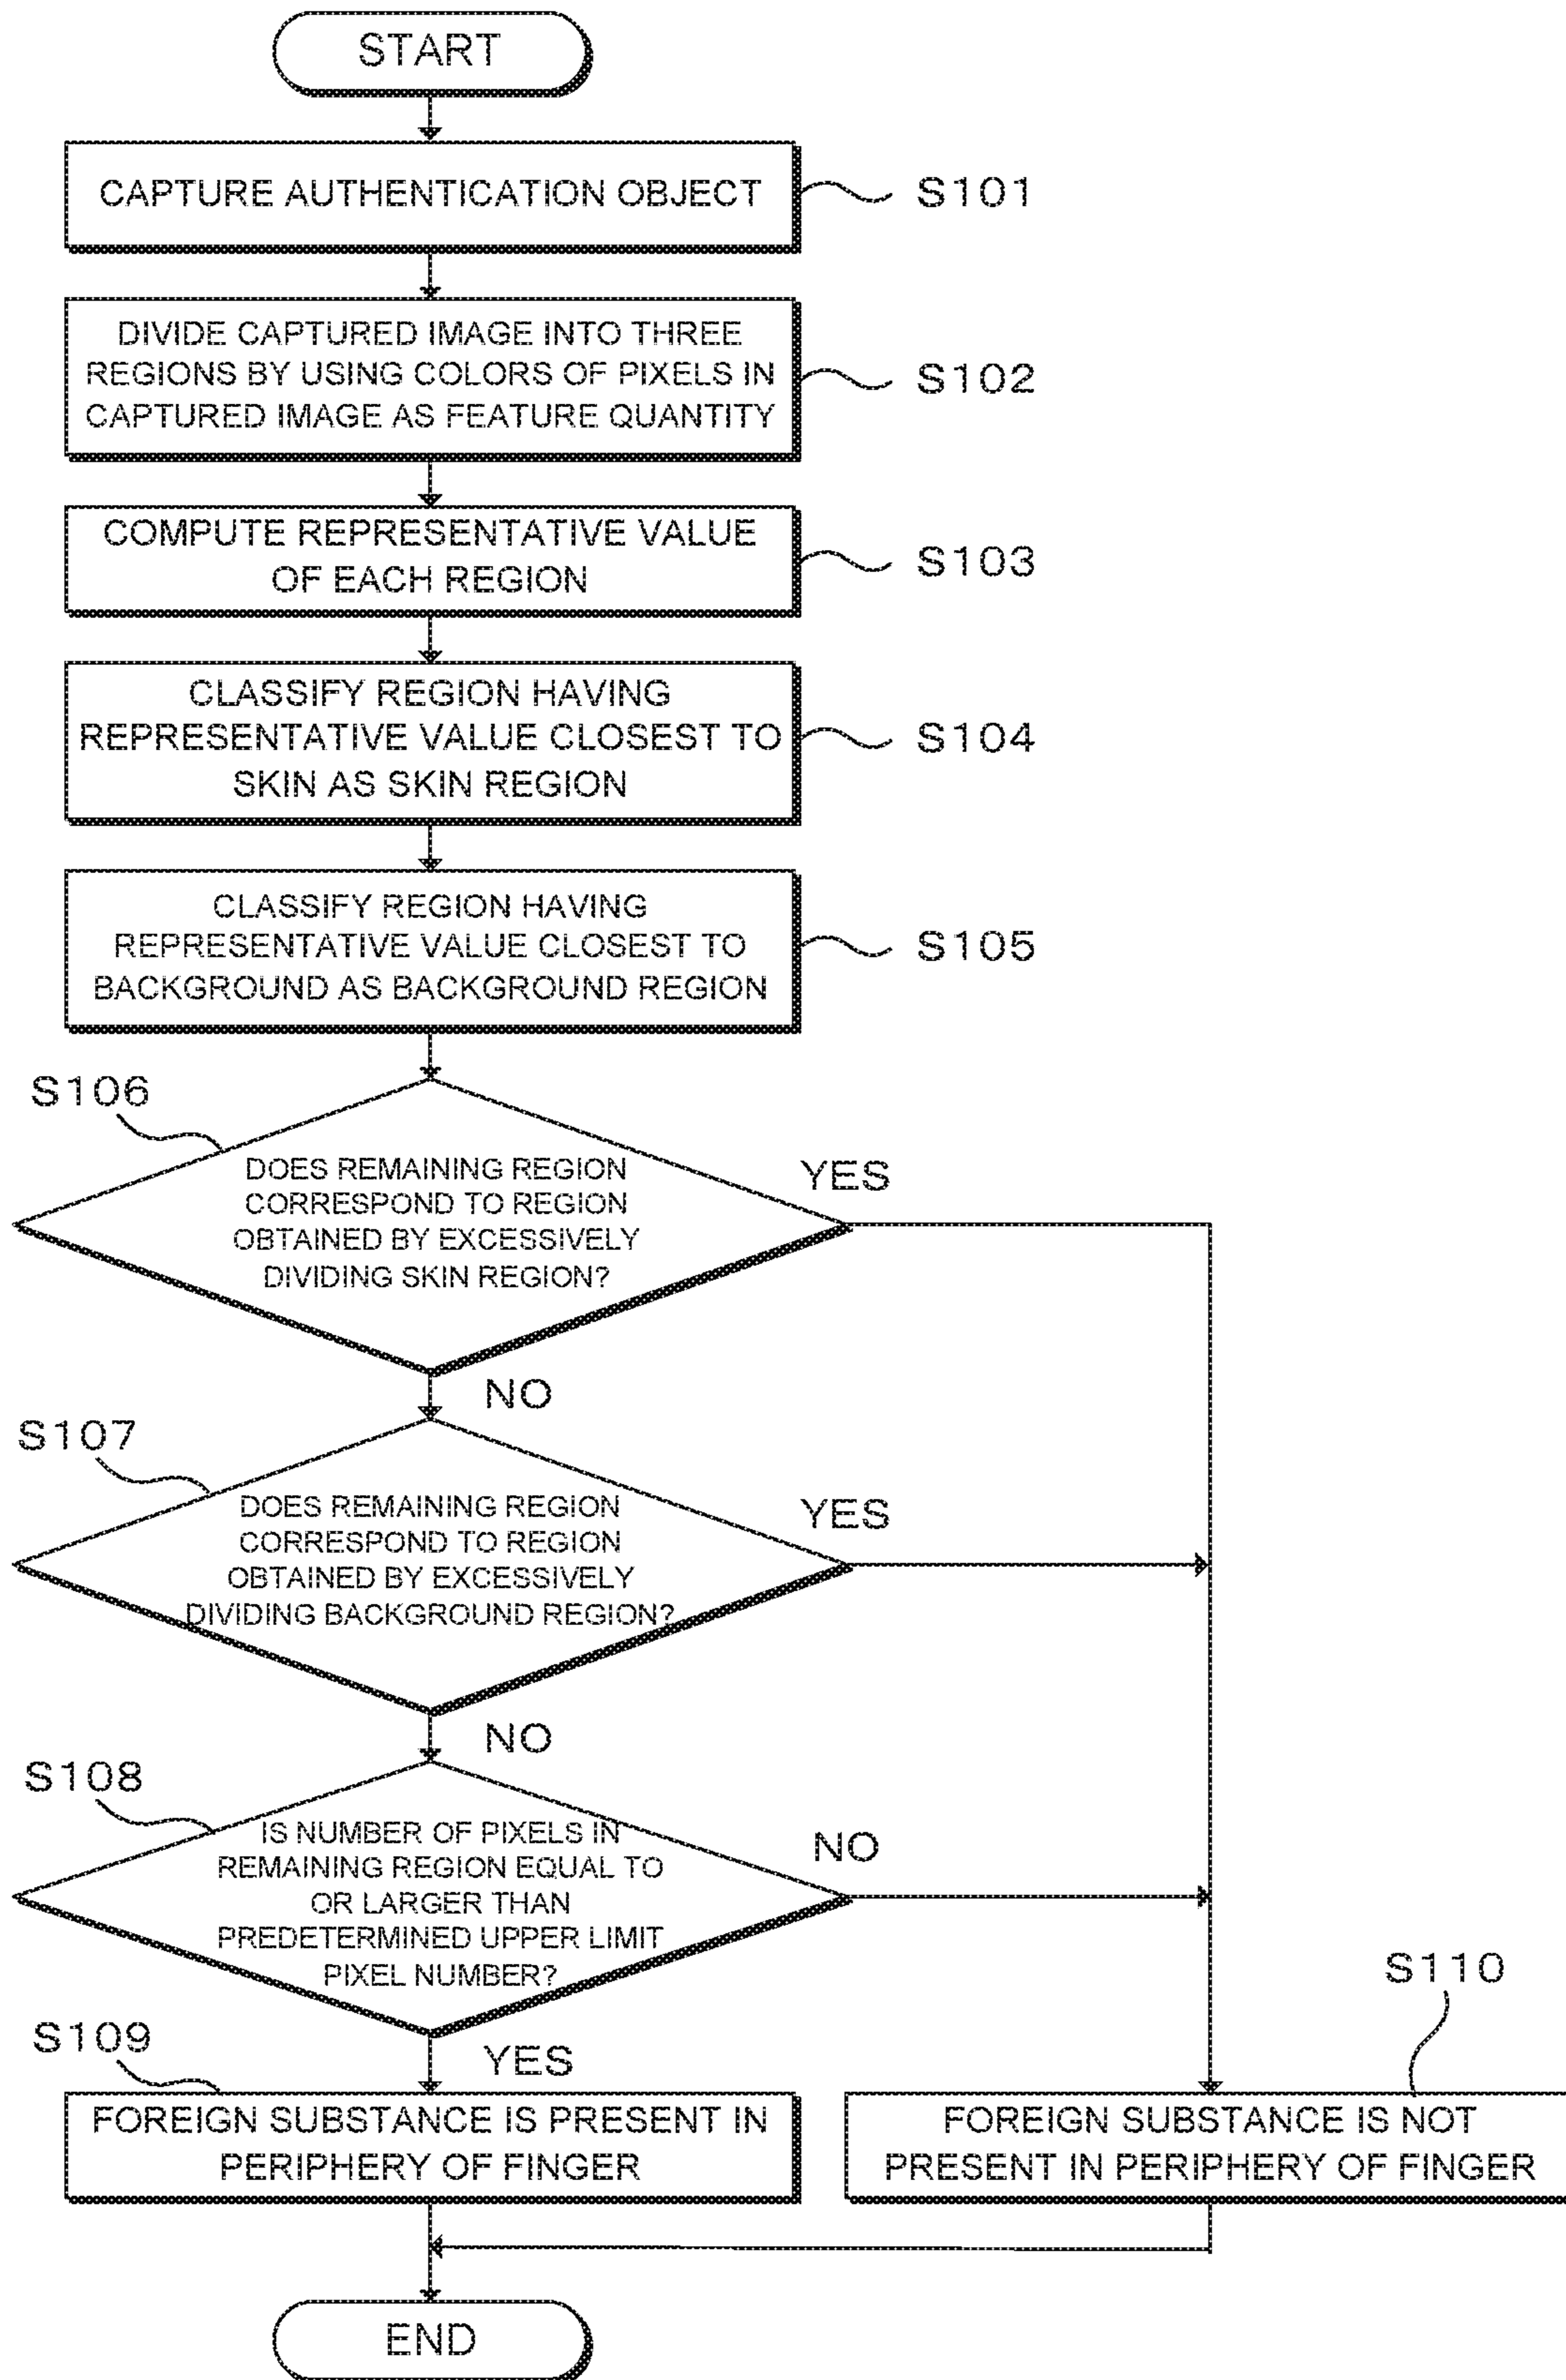 START
CAPTURE AUTHENTICATION OBJECT
S101
DIVIDE CAPTURED IMAGE INTO THREE
REGIONS BY USING COLORS OF PIXELS IN
CAPTURED IMAGE AS FEATURE QUANTITY
S102
COMPUTE REPRESENTATIVE VALUE
OF EACH REGION
S103
CLASSIFY REGION HAVING
REPRESENTATIVE VALUE CLOSEST TO
SKIN AS SKIN REGION
S104
CLASSIFY REGION HAVING
REPRESENTATIVE VALUE CLOSEST TO
BACKGROUND AS BACKGROUND REGION
S105
S106
DOES REMAINING REGION
CORRESPOND TO REGION
OBTAINED BY EXCESSIVELY
DIVIDING SKIN REGION?
YES
NO
S107
DOES REMAINING REGION
CORRESPOND TO REGION
OBTAINED BY EXCESSIVELY
DIVIDING BACKGROUND REGION?
YES
NO
S108
IS NUMBER OF PIXELS IN
REMAINING REGION EQUAL TO
OR LARGER THAN
PREDETERMINED UPPER LIMIT
PIXEL NUMBER?
NO
YES
S109
FOREIGN SUBSTANCE IS PRESENT IN
PERIPHERY OF FINGER
S110
FOREIGN SUBSTANCE IS NOT
PRESENT IN PERIPHERY OF FINGER
END